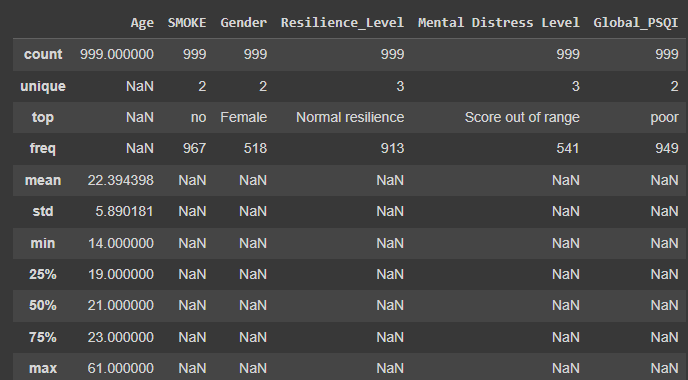 Age SMOKE Gender Resilience_Level Mental Distress Level Global_PSQI
count 999.000000 999 999 999 999 999
unique NaN 2 2 3 3 2
top NaN no Female Normal resilience Score out of range poor
freq NaN 967 518 913 541 949
mean 22.394398 NaN NaN NaN NaN NaN
std 5.890181 NaN NaN NaN NaN NaN
min 14.000000 NaN NaN NaN NaN NaN
25% 19.000000 NaN NaN NaN NaN NaN
50% 21.000000 NaN NaN NaN NaN NaN
75% 23.000000 NaN NaN NaN NaN NaN
max 61.000000 NaN NaN NaN NaN NaN